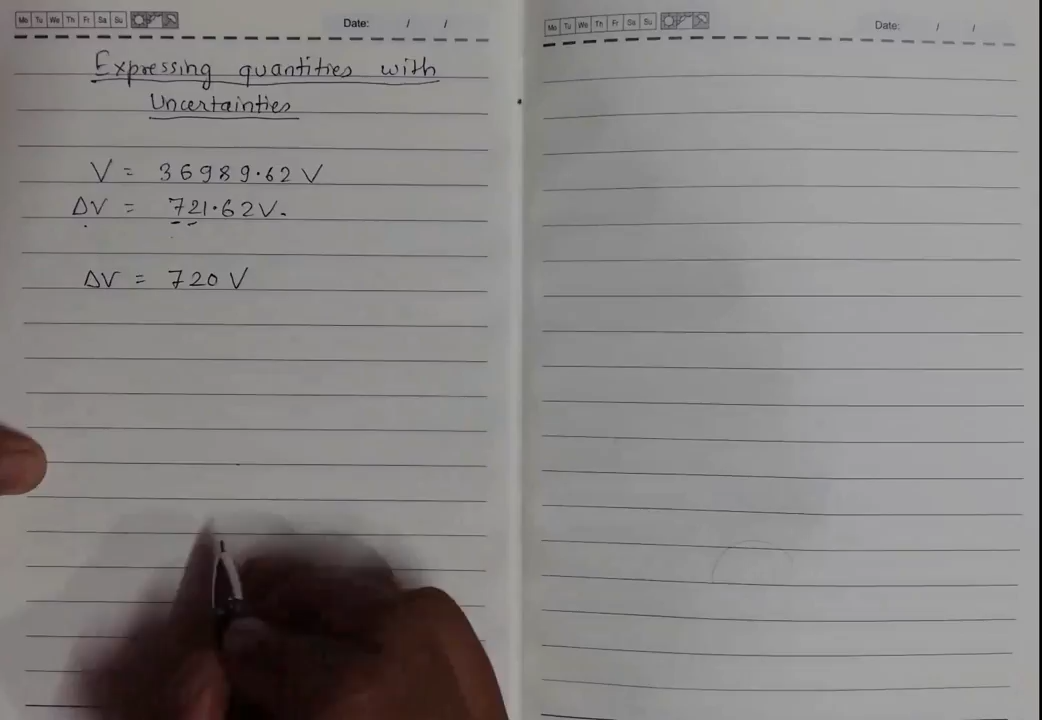 Mo Tu We Th Fr Sa Su Date: / /
Expressing quantities with
Uncertainties
V = 36989.62 V
ΔV = 721.62V.
ΔV = 720 V
Mo Tu We Th Fr Sa Su Date: / /